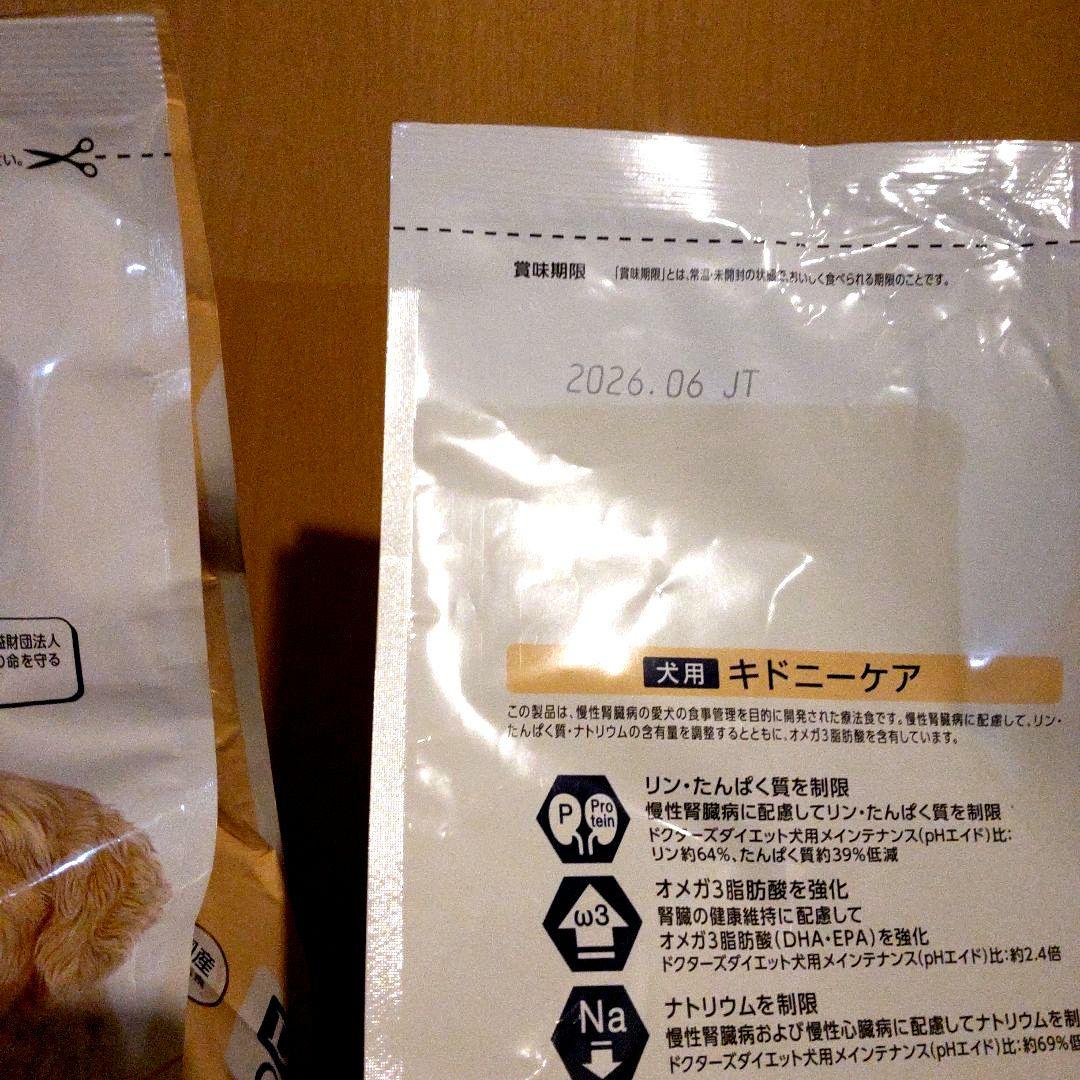 い。
益財団法人
の命を守る
賞味期限 「賞味期限」とは、常温・未開封の状態で、おいしく食べられる期限のことです。
2026.06 JT
犬用 キドニーケア
この製品は、慢性腎臓病の愛犬の食事管理を目的に開発された療法食です。慢性腎臓病に配慮して、リン・
たんぱく質・ナトリウムの含有量を調整するとともに、オメガ3脂肪酸を含有しています。
P Pro
tein
リン・たんぱく質を制限
慢性腎臓病に配慮してリン・たんぱく質を制限
ドクターズダイエット犬用メインテナンス(pHエイド)比:
リン約64%、たんぱく質約39%低減
ω3
オメガ3脂肪酸を強化
腎臓の健康維持に配慮して
オメガ3脂肪酸(DHA・EPA)を強化
ドクターズダイエット犬用メインテナンス(pHエイド)比:約2.4倍
Na
ナトリウムを制限
慢性腎臓病および慢性心臓病に配慮してナトリウムを制
ドクターズダイエット犬用メインテナンス(pHエイド)比:約69%低